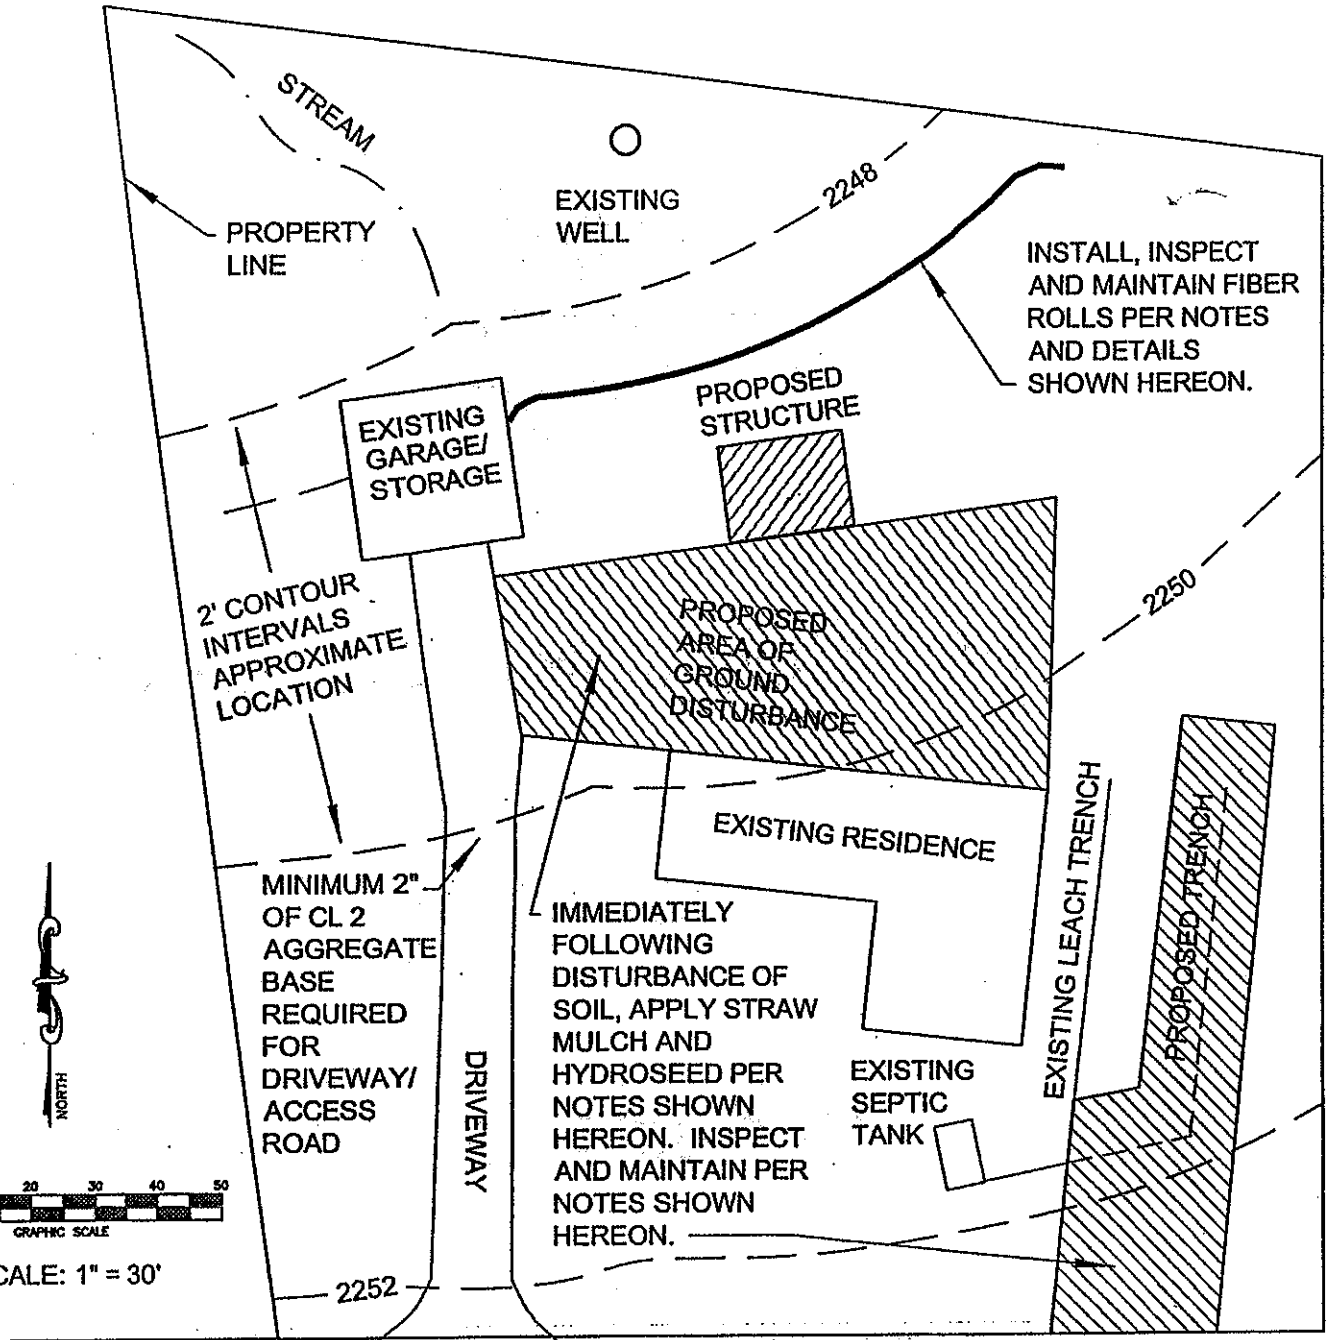 STREAM
EXISTING
WELL
2248
PROPERTY
LINE
INSTALL, INSPECT
AND MAINTAIN FIBER
ROLLS PER NOTES
AND DETAILS
SHOWN HEREON.
PROPOSED
STRUCTURE
EXISTING
GARAGE/
STORAGE
2' CONTOUR
INTERVALS
APPROXIMATE
LOCATION
PROPOSED
AREA OF
GROUND
DISTURBANCE
2250
EXISTING RESIDENCE
EXISTING LEACH TRENCH
PROPOSED TRENCH
MINIMUM 2"
OF CL 2
AGGREGATE
BASE
REQUIRED
FOR
DRIVEWAY/
ACCESS
ROAD
DRIVEWAY
IMMEDIATELY
FOLLOWING
DISTURBANCE OF
SOIL, APPLY STRAW
MULCH AND
HYDROSEED PER
NOTES SHOWN
HEREON. INSPECT
AND MAINTAIN PER
NOTES SHOWN
HEREON.
EXISTING
SEPTIC
TANK
NORTH
20 30 40 50
GRAPHIC SCALE
CALE: 1" = 30'
2252